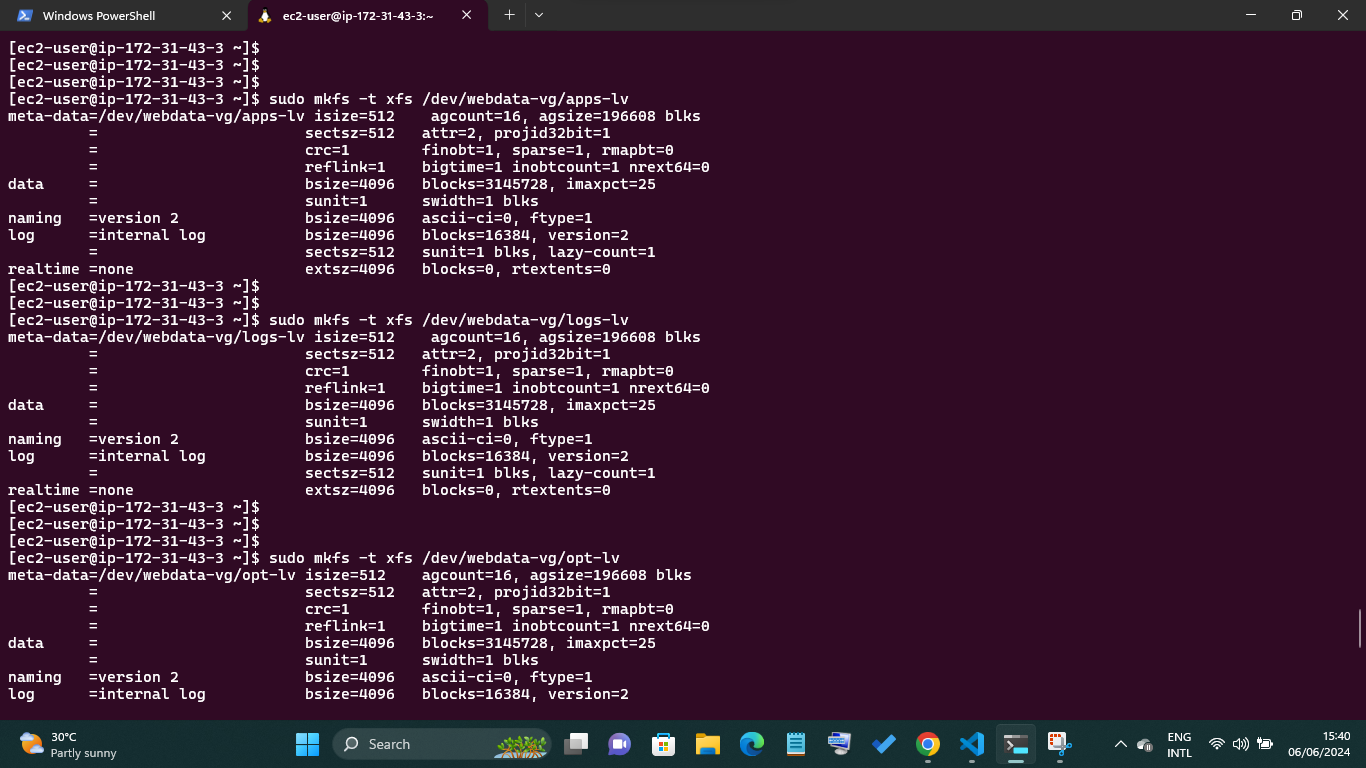 Windows PowerShell
ec2-user@ip-172-31-43-3:~
[ec2-user@ip-172-31-43-3 ~]$
[ec2-user@ip-172-31-43-3 ~]$
[ec2-user@ip-172-31-43-3 ~]$
[ec2-user@ip-172-31-43-3 ~]$ sudo mkfs -t xfs /dev/webdata-vg/apps-lv
meta-data=/dev/webdata-vg/apps-lv isize=512    agcount=16, agsize=196608 blks
         =                       sectsz=512   attr=2, projid32bit=1
         =                       crc=1        finobt=1, sparse=1, rmapbt=0
         =                       reflink=1    bigtime=1 inobtcount=1 nrext64=0
data     =                       bsize=4096   blocks=3145728, imaxpct=25
         =                       sunit=1      swidth=1 blks
naming   =version 2              bsize=4096   ascii-ci=0, ftype=1
log      =internal log           bsize=4096   blocks=16384, version=2
         =                       sectsz=512   sunit=1 blks, lazy-count=1
realtime =none                   extsz=4096   blocks=0, rtextents=0
[ec2-user@ip-172-31-43-3 ~]$
[ec2-user@ip-172-31-43-3 ~]$
[ec2-user@ip-172-31-43-3 ~]$ sudo mkfs -t xfs /dev/webdata-vg/logs-lv
meta-data=/dev/webdata-vg/logs-lv isize=512    agcount=16, agsize=196608 blks
         =                       sectsz=512   attr=2, projid32bit=1
         =                       crc=1        finobt=1, sparse=1, rmapbt=0
         =                       reflink=1    bigtime=1 inobtcount=1 nrext64=0
data     =                       bsize=4096   blocks=3145728, imaxpct=25
         =                       sunit=1      swidth=1 blks
naming   =version 2              bsize=4096   ascii-ci=0, ftype=1
log      =internal log           bsize=4096   blocks=16384, version=2
         =                       sectsz=512   sunit=1 blks, lazy-count=1
realtime =none                   extsz=4096   blocks=0, rtextents=0
[ec2-user@ip-172-31-43-3 ~]$
[ec2-user@ip-172-31-43-3 ~]$
[ec2-user@ip-172-31-43-3 ~]$
[ec2-user@ip-172-31-43-3 ~]$ sudo mkfs -t xfs /dev/webdata-vg/opt-lv
meta-data=/dev/webdata-vg/opt-lv isize=512    agcount=16, agsize=196608 blks
         =                       sectsz=512   attr=2, projid32bit=1
         =                       crc=1        finobt=1, sparse=1, rmapbt=0
         =                       reflink=1    bigtime=1 inobtcount=1 nrext64=0
data     =                       bsize=4096   blocks=3145728, imaxpct=25
         =                       sunit=1      swidth=1 blks
naming   =version 2              bsize=4096   ascii-ci=0, ftype=1
log      =internal log           bsize=4096   blocks=16384, version=2
30°C
Partly sunny
Search
ENG
INTL
15:40
06/06/2024